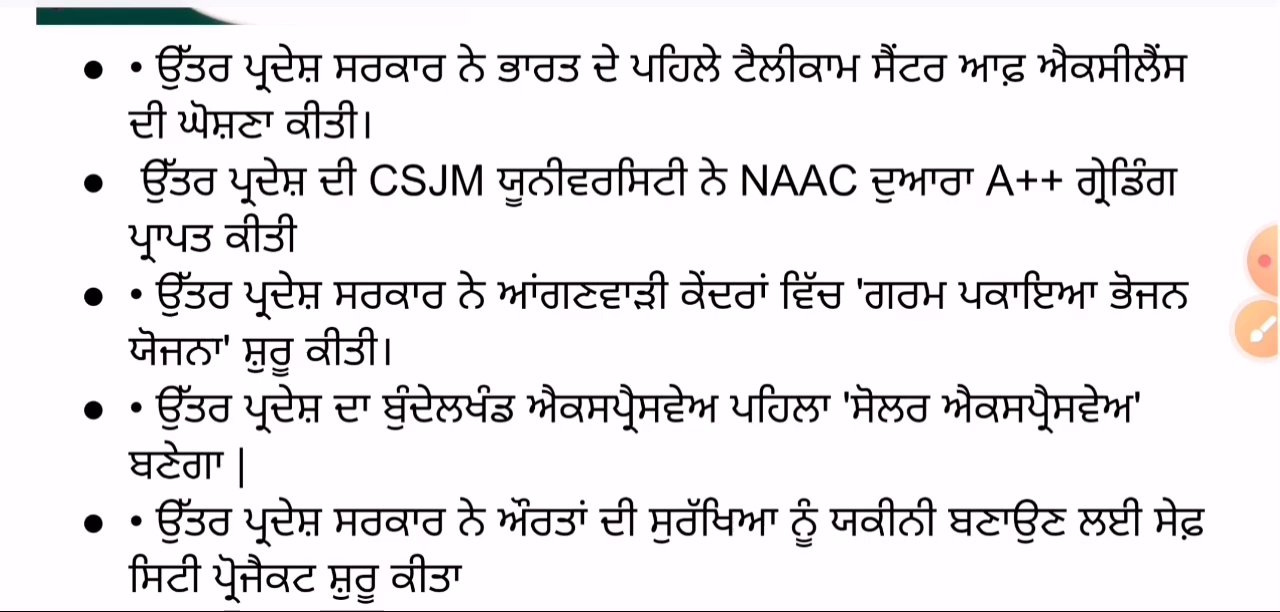 ● • ਉੱਤਰ ਪ੍ਰਦੇਸ਼ ਸਰਕਾਰ ਨੇ ਭਾਰਤ ਦੇ ਪਹਿਲੇ ਟੈਲੀਕਾਮ ਸੈਂਟਰ ਆਫ਼ ਐਕਸੀਲੈਂਸ
ਦੀ ਘੋਸ਼ਣਾ ਕੀਤੀ।
● ਉੱਤਰ ਪ੍ਰਦੇਸ਼ ਦੀ CSJM ਯੂਨੀਵਰਸਿਟੀ ਨੇ NAAC ਦੁਆਰਾ A++ ਗ੍ਰੇਡਿੰਗ
ਪ੍ਰਾਪਤ ਕੀਤੀ
● • ਉੱਤਰ ਪ੍ਰਦੇਸ਼ ਸਰਕਾਰ ਨੇ ਆਂਗਣਵਾੜੀ ਕੇਂਦਰਾਂ ਵਿੱਚ 'ਗਰਮ ਪਕਾਇਆ ਭੋਜਨ
ਯੋਜਨਾ' ਸ਼ੁਰੂ ਕੀਤੀ।
● • ਉੱਤਰ ਪ੍ਰਦੇਸ਼ ਦਾ ਬੁੰਦੇਲਖੰਡ ਐਕਸਪ੍ਰੈਸਵੇਅ ਪਹਿਲਾ 'ਸੋਲਰ ਐਕਸਪ੍ਰੈਸਵੇਅ'
ਬਣੇਗਾ |
● • ਉੱਤਰ ਪ੍ਰਦੇਸ਼ ਸਰਕਾਰ ਨੇ ਔਰਤਾਂ ਦੀ ਸੁਰੱਖਿਆ ਨੂੰ ਯਕੀਨੀ ਬਣਾਉਣ ਲਈ ਸੇਫ਼
ਸਿਟੀ ਪ੍ਰੋਜੈਕਟ ਸ਼ੁਰੂ ਕੀਤਾ